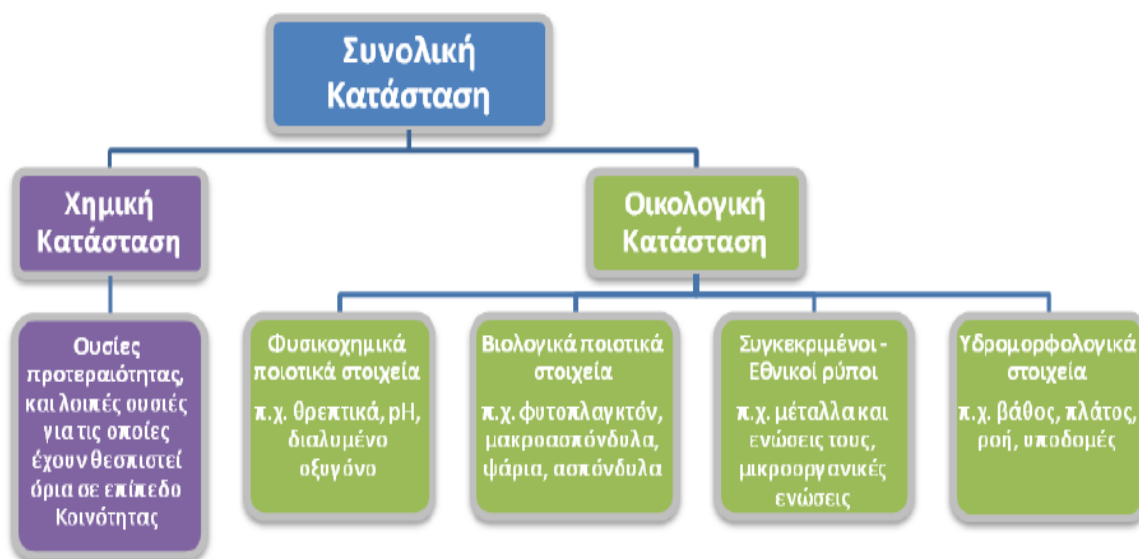 Συνολική
Κατάσταση
Χημική
Κατάσταση
Οικολογική
Κατάσταση
Ουσίες
προτεραιότητας,
και λοιπές ουσιές
για τις οποίες
έχουν θεσπιστεί
όρια σε επίπεδο
Κοινότητας
Φυσικοχημικά
ποιοτικά στοιχεία
π.χ. θρεπτικά, pH,
διαλυμένο
οξυγόνο
Βιολογικά ποιοτικά
στοιχεία
π.χ. φυτοπλαγκτόν,
μακροασπόνδυλα,
ψάρια, ασπόνδυλα
Συγκεκριμένοι -
Εθνικοί ρύποι
π.χ. μέταλλα και
ενώσεις τους,
μικροοργανικές
ενώσεις
Υδρομορφολογικά
στοιχεία
π.χ. βάθος, πλάτος,
ροή, υποδομές